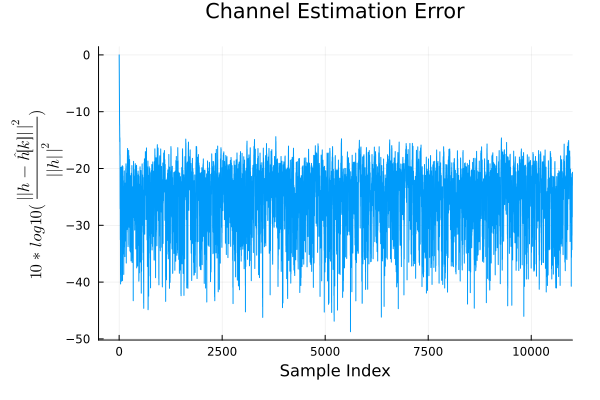 Channel Estimation Error
10 * log10( ||h − ĥ[k]||² / ||h||² )
0
−10
−20
−30
−40
−50
0 2500 5000 7500 10000
Sample Index